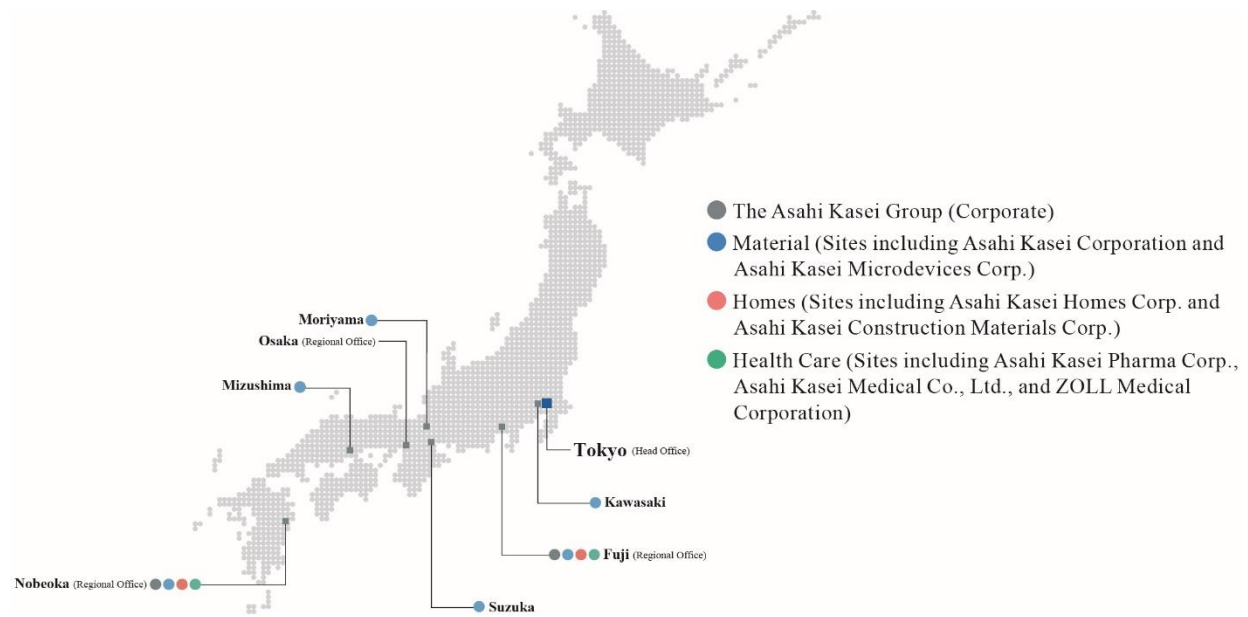 The Asahi Kasei Group (Corporate)
Material (Sites including Asahi Kasei Corporation and
Asahi Kasei Microdevices Corp.)
Homes (Sites including Asahi Kasei Homes Corp. and
Asahi Kasei Construction Materials Corp.)
Health Care (Sites including Asahi Kasei Pharma Corp.,
Asahi Kasei Medical Co., Ltd., and ZOLL Medical
Corporation)
Moriyama
Osaka (Regional Office)
Mizushima
Tokyo (Head Office)
Kawasaki
Fuji (Regional Office)
Nobeoka (Regional Office)
Suzuka